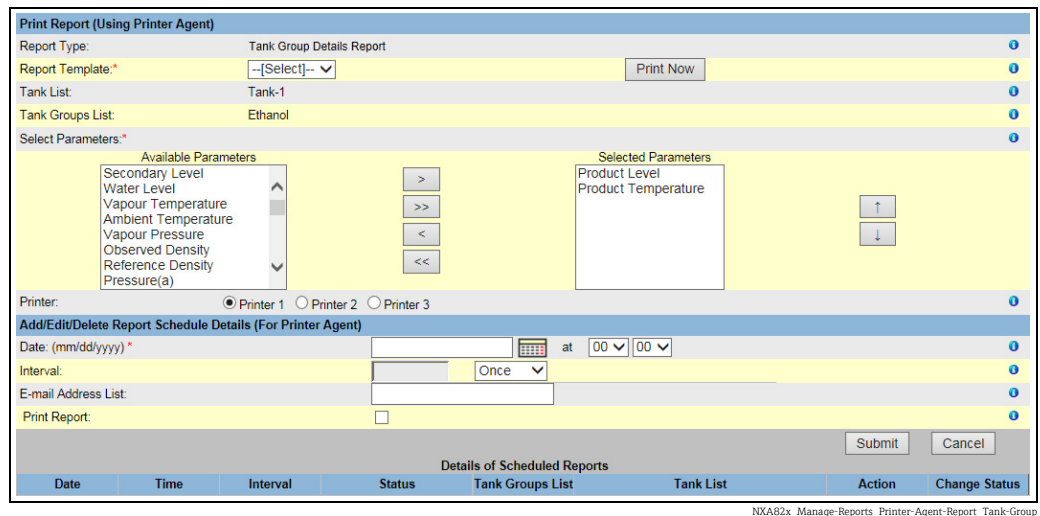 Print Report (Using Printer Agent)
Report Type: Tank Group Details Report
Report Template:* --[Select]-- Print Now
Tank List: Tank-1
Tank Groups List: Ethanol
Select Parameters:*
Available Parameters Selected Parameters
Secondary Level > Product Level
Water Level Product Temperature
Vapour Temperature >> ↑
Ambient Temperature
Vapour Pressure < ↓
Observed Density
Reference Density <<
Pressure(a)
Printer: Printer 1 Printer 2 Printer 3
Add/Edit/Delete Report Schedule Details (For Printer Agent)
Date: (mm/dd/yyyy) * at 00 00
Interval: Once
E-mail Address List:
Print Report:
Submit Cancel
Details of Scheduled Reports
Date Time Interval Status Tank Groups List Tank List Action Change Status
NXA82x_Manage-Reports_Printer-Agent-Report_Tank-Group